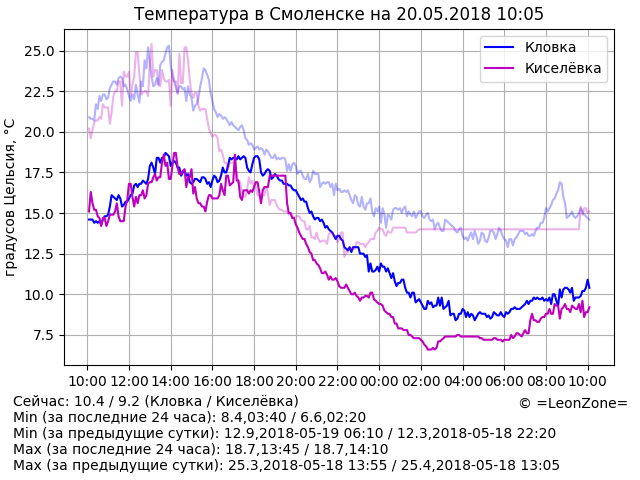 Температура в Смоленске на 20.05.2018 10:05
Кловка
Киселёвка
градусов Цельсия, °C
25.0
22.5
20.0
17.5
15.0
12.5
10.0
7.5
10:00 12:00 14:00 16:00 18:00 20:00 22:00 00:00 02:00 04:00 06:00 08:00 10:00
© =LeonZone=
Сейчас: 10.4 / 9.2 (Кловка / Киселёвка)
Min (за последние 24 часа): 8.4,03:40 / 6.6,02:20
Min (за предыдущие сутки): 12.9,2018-05-19 06:10 / 12.3,2018-05-18 22:20
Max (за последние 24 часа): 18.7,13:45 / 18.7,14:10
Max (за предыдущие сутки): 25.3,2018-05-18 13:55 / 25.4,2018-05-18 13:05